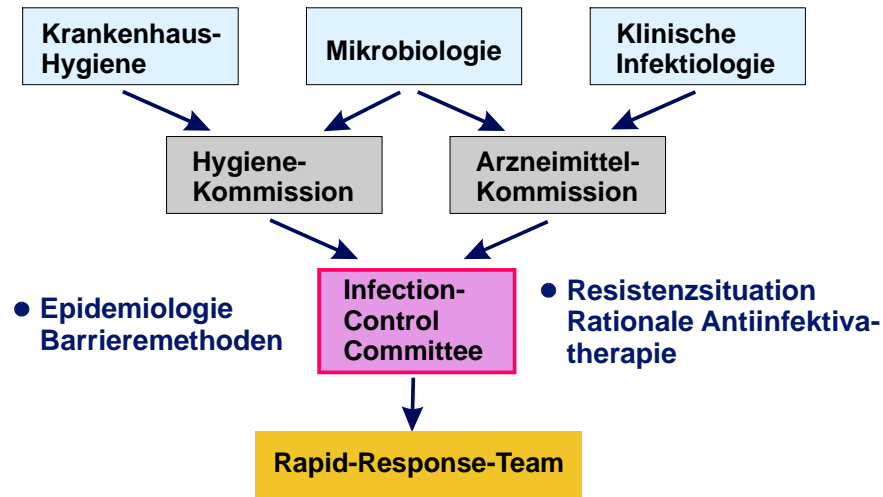 Krankenhaus-
Hygiene
Mikrobiologie
Klinische
Infektiologie
Hygiene-
Kommission
Arzneimittel-
Kommission
Epidemiologie
Barrieremethoden
Infection-
Control
Committee
Resistenzsituation
Rationale Antiinfektiva-
therapie
Rapid-Response-Team